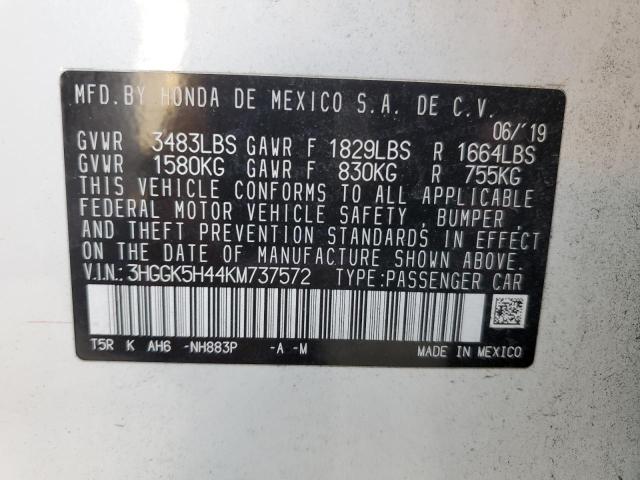 MFD. BY HONDA DE MEXICO S.A. DE C.V.
06/'19
GVWR 3483LBS GAWR F 1829LBS R 1664LBS
GVWR 1580KG GAWR F 830KG R 755KG
THIS VEHICLE CONFORMS TO ALL APPLICABLE
FEDERAL MOTOR VEHICLE SAFETY, BUMPER,
AND THEFT PREVENTION STANDARDS IN EFFECT
ON THE DATE OF MANUFACTURE SHOWN ABOVE.
V.I.N.: 3HGGK5H44KM737572 TYPE:PASSENGER CAR
T5R K AH6 -NH883P -A -M MADE IN MEXICO